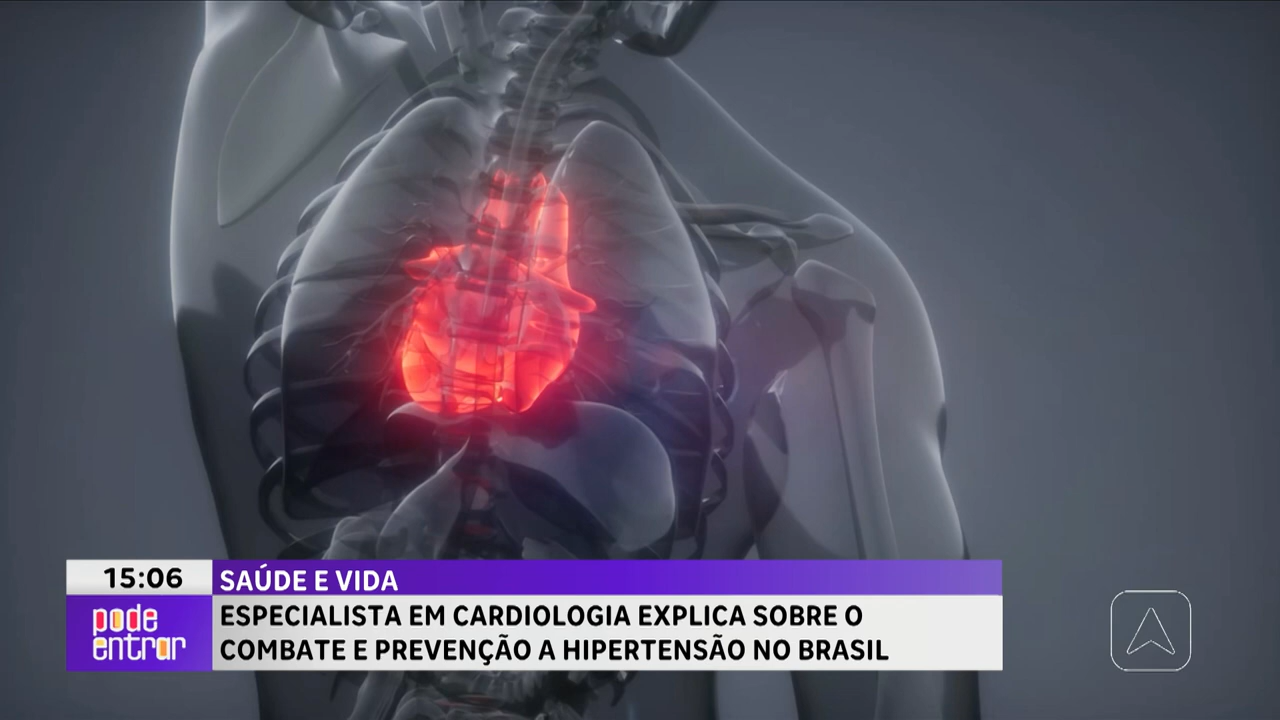 15:06
SAÚDE E VIDA
pode
entrar
ESPECIALISTA EM CARDIOLOGIA EXPLICA SOBRE O
COMBATE E PREVENÇÃO A HIPERTENSÃO NO BRASIL